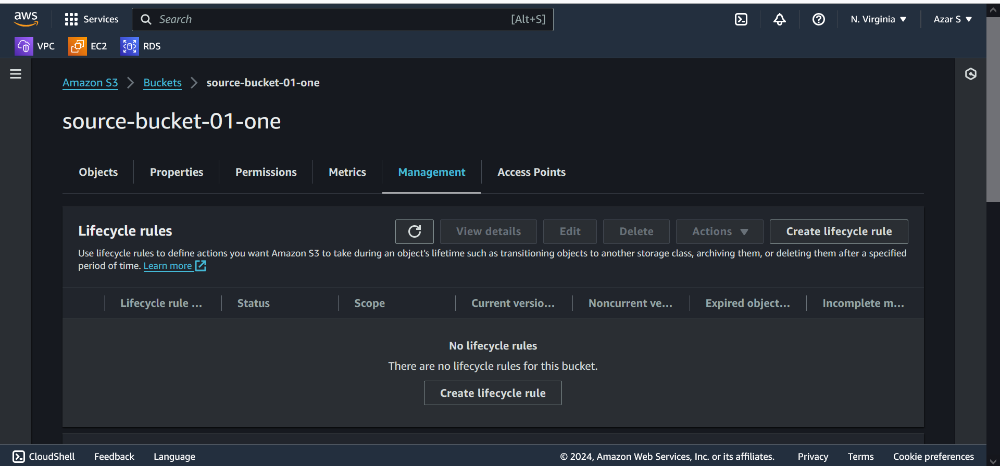 aws
Services
Search
[Alt+S]
N. Virginia
Azar S
VPC
EC2
RDS
Amazon S3
Buckets
source-bucket-01-one
source-bucket-01-one
Objects
Properties
Permissions
Metrics
Management
Access Points
Lifecycle rules
View details
Edit
Delete
Actions
Create lifecycle rule
Use lifecycle rules to define actions you want Amazon S3 to take during an object's lifetime such as transitioning objects to another storage class, archiving them, or deleting them after a specified
period of time. Learn more
Lifecycle rule ...
Status
Scope
Current versio...
Noncurrent ve...
Expired object...
Incomplete m...
No lifecycle rules
There are no lifecycle rules for this bucket.
Create lifecycle rule
CloudShell
Feedback
Language
© 2024, Amazon Web Services, Inc. or its affiliates.
Privacy
Terms
Cookie preferences